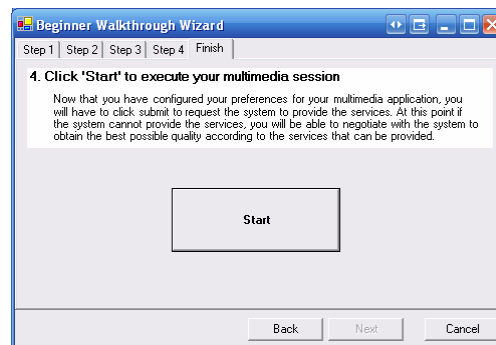 Beginner Walkthrough Wizard
Step 1 Step 2 Step 3 Step 4 Finish
4. Click 'Start' to execute your multimedia session
Now that you have configured your preferences for your multimedia application, you
will have to click submit to request the system to provide the services. At this point if
the system cannot provide the services, you will be able to negotiate with the system to
obtain the best possible quality according to the services that can be provided.
Start
Back Next Cancel